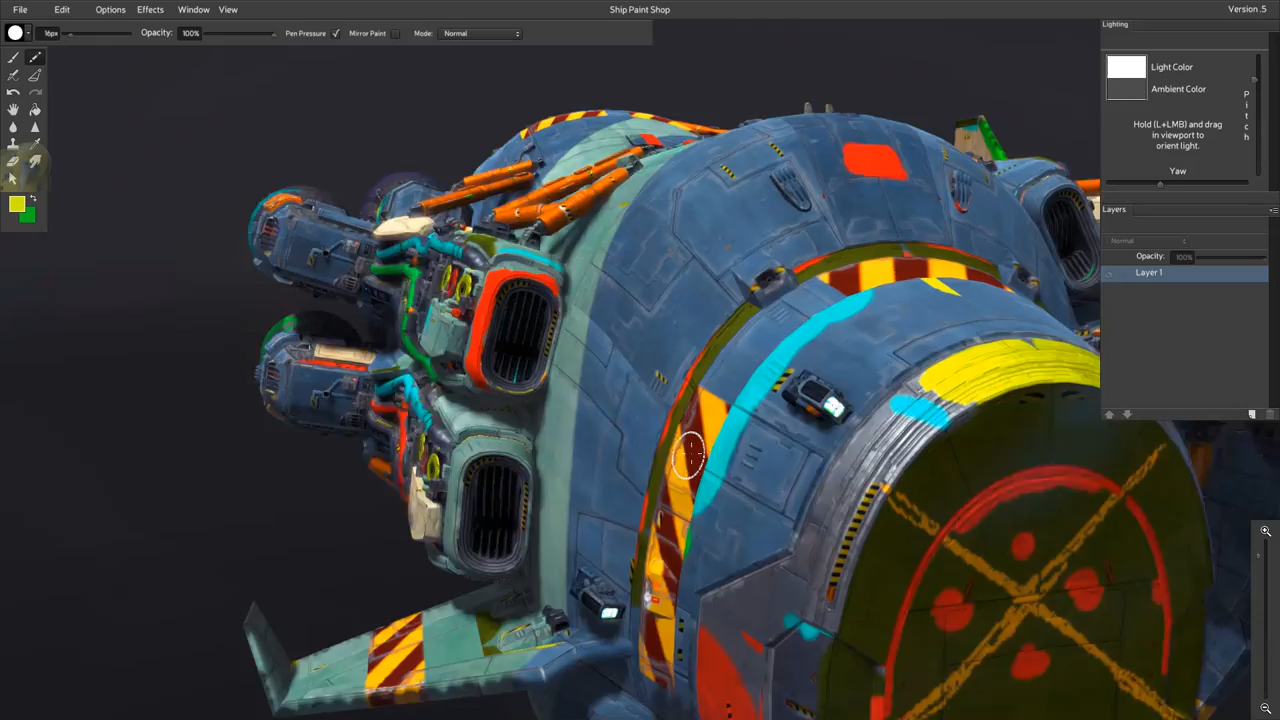 File Edit Options Effects Window View Ship Paint Shop Version .5
16px Opacity: 100% Pen Pressure Mirror Paint Mode: Normal
Lighting
Light Color
Ambient Color
Hold (L+LMB) and drag
in viewport to
orient light.
Pitch
Yaw
Layers
Normal
Opacity: 100%
Layer 1